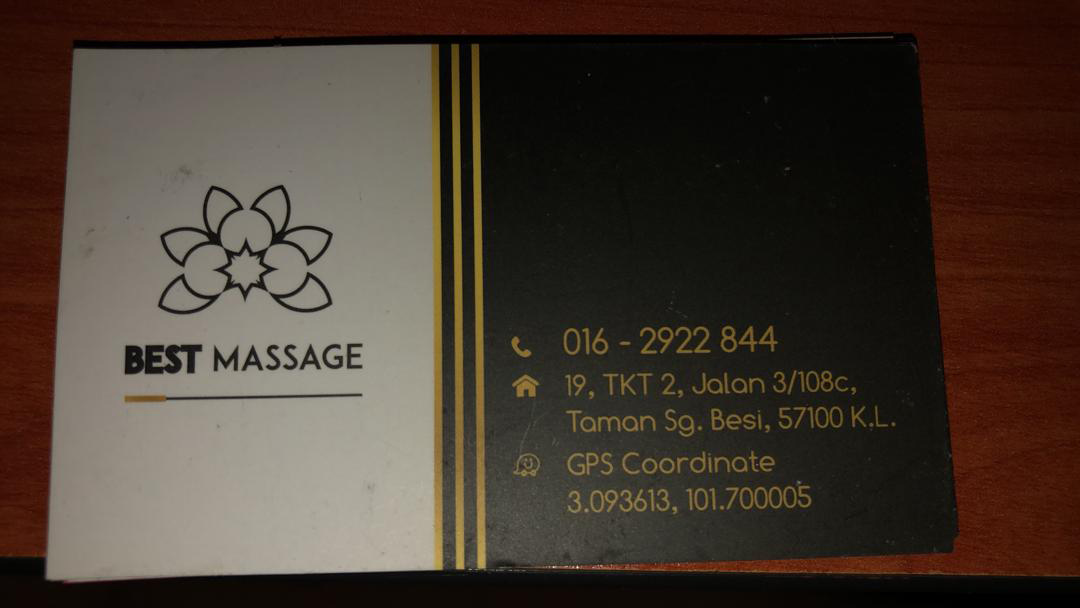 BEST MASSAGE
016 - 2922 844
19, TKT 2, Jalan 3/108c,
Taman Sg. Besi, 57100 K.L.
GPS Coordinate
3.093613, 101.700005